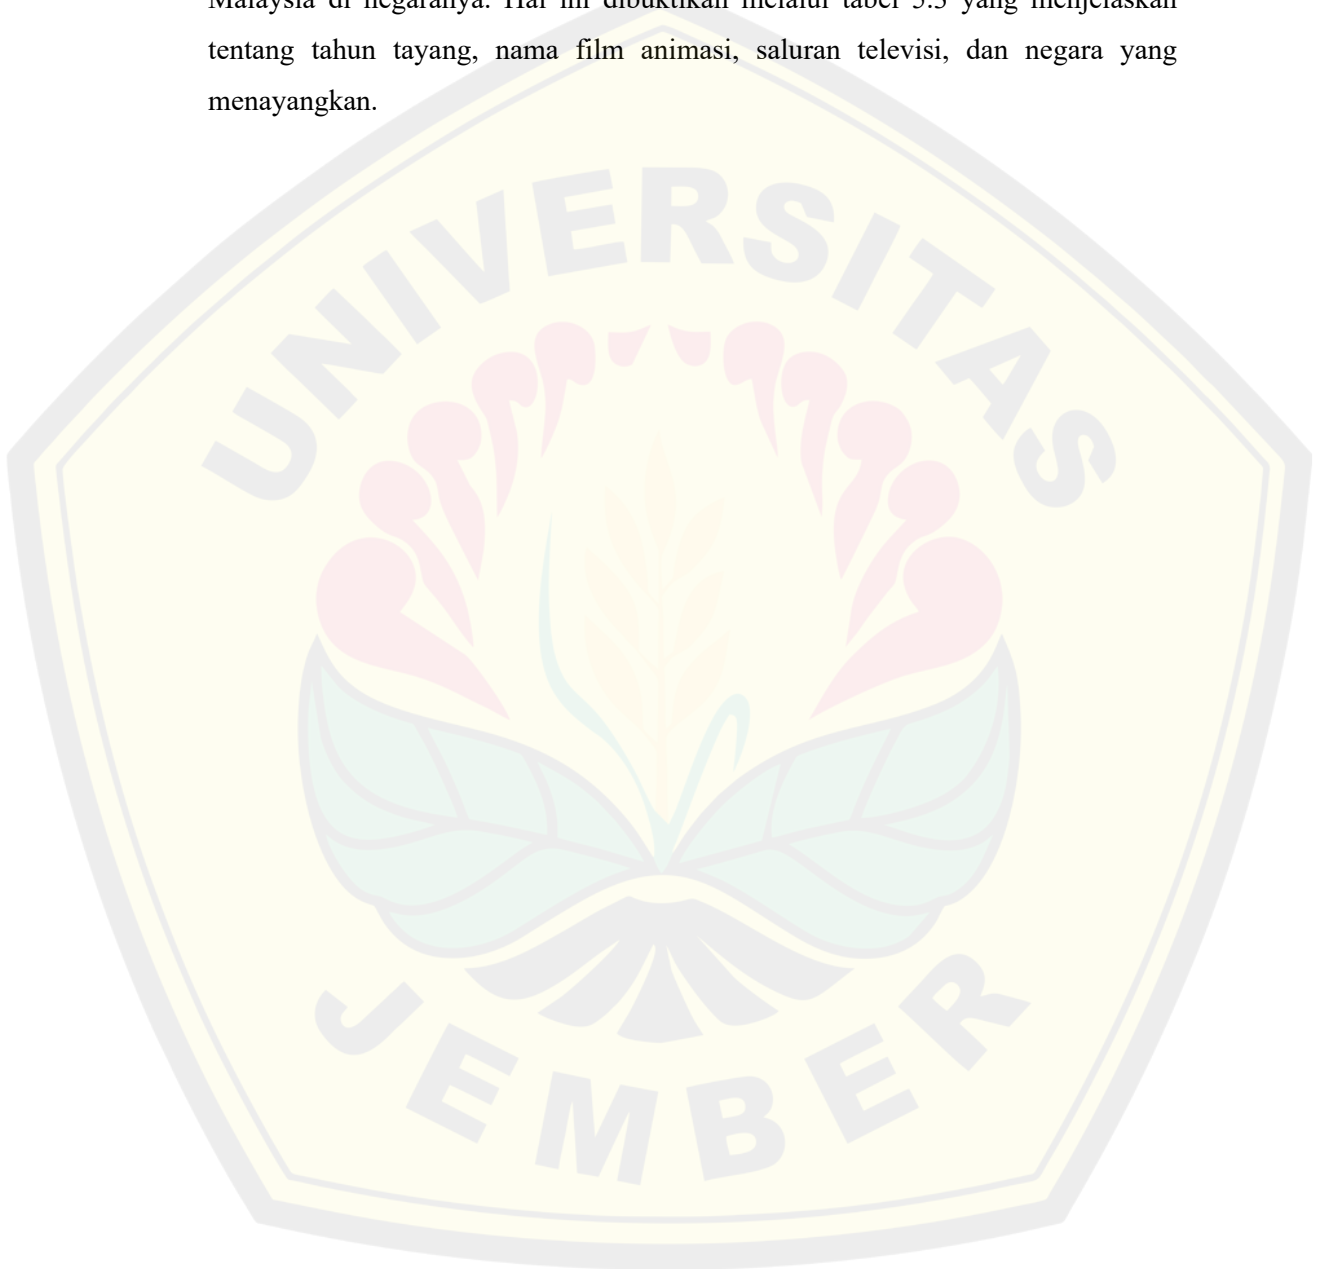 Malaysia di negaranya. Hal ini dibuktikan melalui tabel 5.3 yang menjelaskan
tentang tahun tayang, nama film animasi, saluran televisi, dan negara yang
menayangkan.
UNIVERSITAS
JEMBER